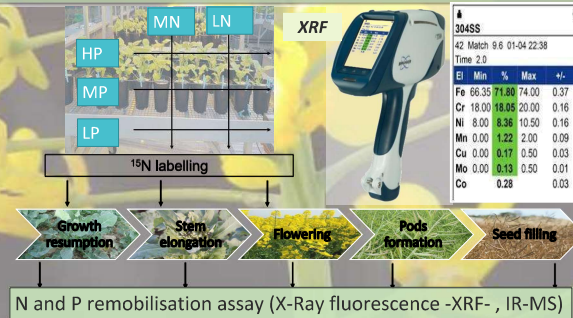 MN
LN
HP
MP
LP
XRF
304SS
42 Match 9.6 01-04 22:38
Time 2.0
El Min % Max +/-
Fe 66.35 71.80 74.00 0.37
Cr 18.00 18.05 20.00 0.16
Ni 8.00 8.36 10.50 0.16
Mn 0.00 1.22 2.00 0.09
Cu 0.00 0.17 0.50 0.03
Mo 0.00 0.13 0.50 0.01
Co 0.28 0.03
¹⁵N labelling
Growth
resumption
Stem
elongation
Flowering
Pods
formation
Seed filling
N and P remobilisation assay (X-Ray fluorescence -XRF- , IR-MS)